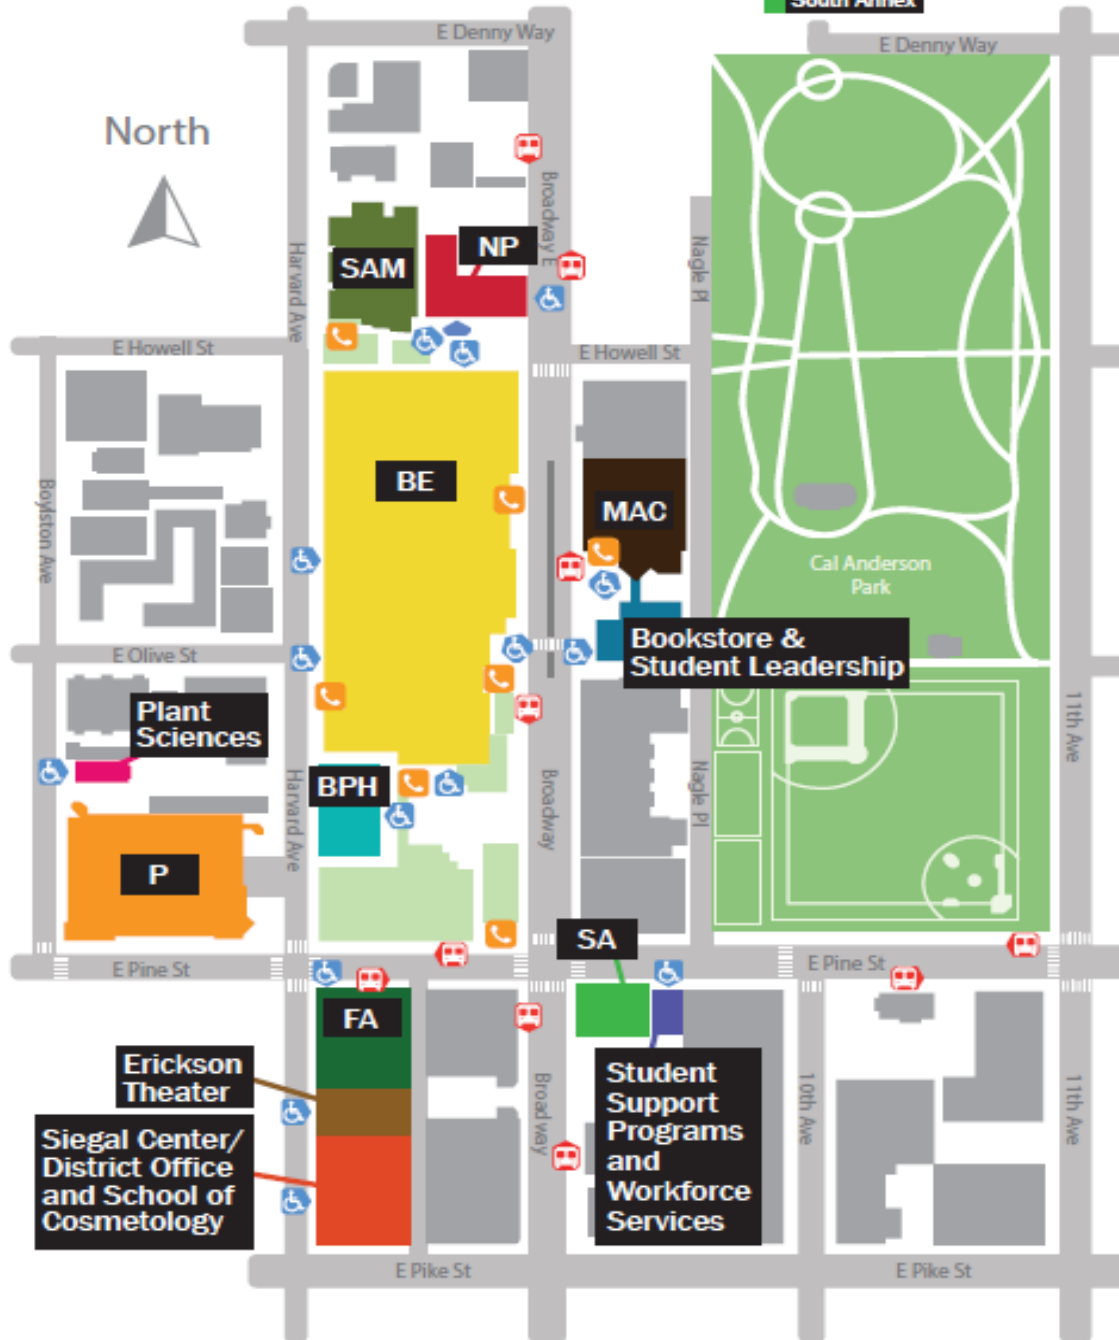 South Annex
E Denny Way
E Denny Way
North
Broadway E
NP
SAM
Harvard Ave
Nagle Pl
E Howell St
E Howell St
BE
MAC
Boylston Ave
Cal Anderson
Park
Bookstore &
Student Leadership
E Olive St
Plant
Sciences
11th Ave
BPH
Harvard Ave
Broadway
Nagle Pl
P
SA
E Pine St
E Pine St
FA
Erickson
Theater
Student
Support
Programs
and
Workforce
Services
Broadway
10th Ave
11th Ave
Siegal Center/
District Office
and School of
Cosmetology
E Pike St
E Pike St